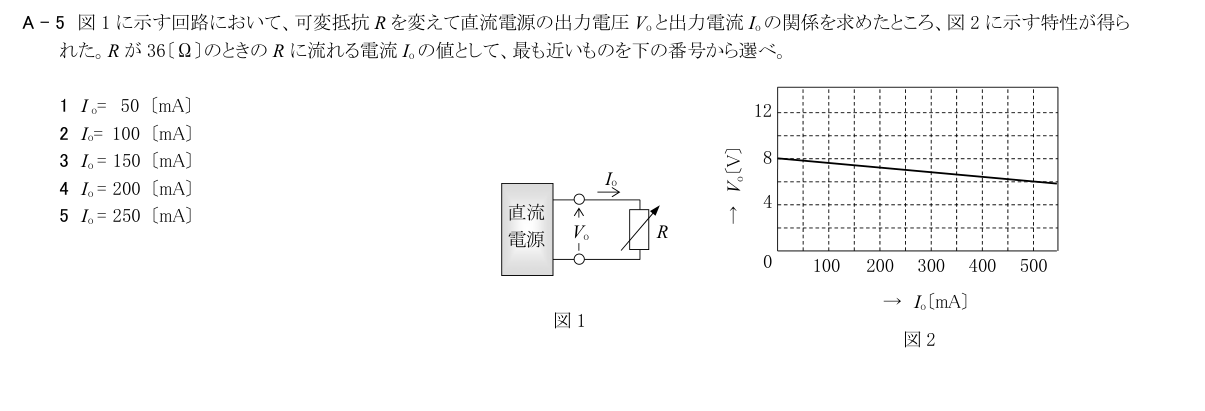 A－5 図 1 に示す回路において、可変抵抗 R を変えて直流電源の出力電圧 Voと出力電流 Ioの関係を求めたところ、図 2 に示す特性が得ら
れた。R が 36〔Ω〕のときの R に流れる電流 Ioの値として、最も近いものを下の番号から選べ。
1 Io= 50 〔mA〕
2 Io= 100 〔mA〕
3 Io= 150 〔mA〕
4 Io= 200 〔mA〕
5 Io= 250 〔mA〕
直流
電源
Io
Vo
R
図 1
12
8
4
0
→ Vo〔V〕
100 200 300 400 500
→ Io〔mA〕
図 2